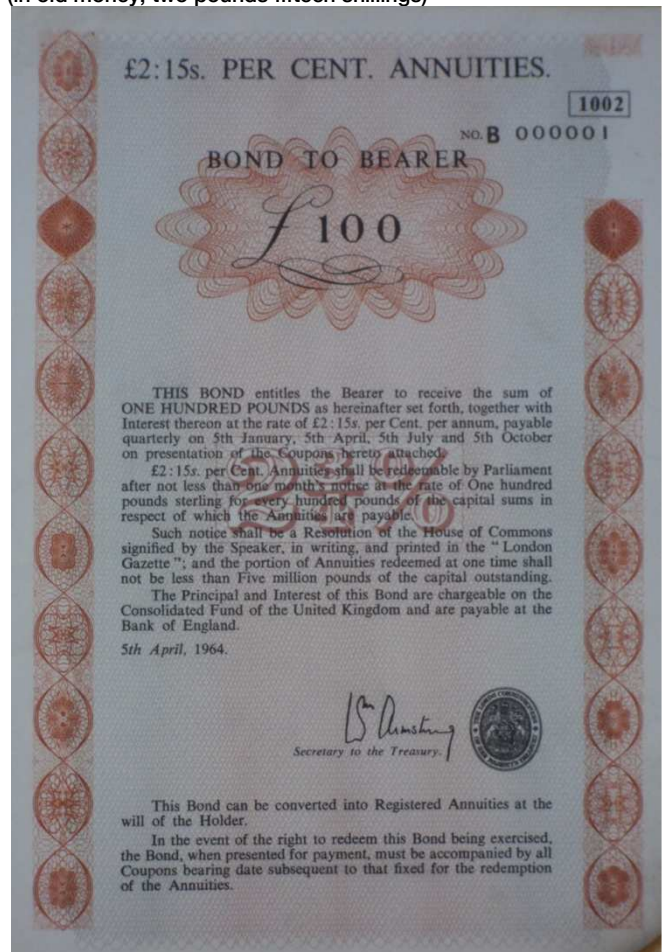 (in old money, two pounds fifteen shillings)
£2:15s. PER CENT. ANNUITIES.
1002
NO. B 000001
BOND TO BEARER
£100
THIS BOND entitles the Bearer to receive the sum of
ONE HUNDRED POUNDS as hereinafter set forth, together with
Interest thereon at the rate of £2:15s. per Cent. per annum, payable
quarterly on 5th January, 5th April, 5th July and 5th October
on presentation of the Coupons hereto attached.
£2:15s. per Cent. Annuities shall be redeemable by Parliament
after not less than one month's notice at the rate of One hundred
pounds sterling for every hundred pounds of the capital sums in
respect of which the Annuities are payable.
Such notice shall be a Resolution of the House of Commons
signified by the Speaker, in writing, and printed in the "London
Gazette"; and the portion of Annuities redeemed at one time shall
not be less than Five million pounds of the capital outstanding.
The Principal and Interest of this Bond are chargeable on the
Consolidated Fund of the United Kingdom and are payable at the
Bank of England.
5th April, 1964.
Secretary to the Treasury.
This Bond can be converted into Registered Annuities at the
will of the Holder.
In the event of the right to redeem this Bond being exercised,
the Bond, when presented for payment, must be accompanied by all
Coupons bearing date subsequent to that fixed for the redemption
of the Annuities.